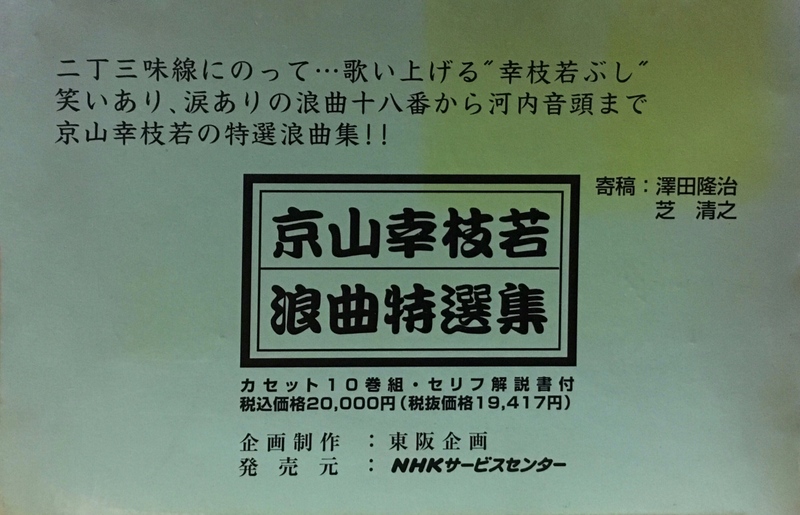 二丁三味線にのって…歌い上げる"幸枝若ぶし"
笑いあり、涙ありの浪曲十八番から河内音頭まで
京山幸枝若の特選浪曲集!!
寄稿：澤田隆治
芝　清之
京山幸枝若
浪曲特選集
カセット10巻組・セリフ解説書付
税込価格20,000円（税抜価格19,417円）
企画制作　：東阪企画
発売元　：NHKサービスセンター